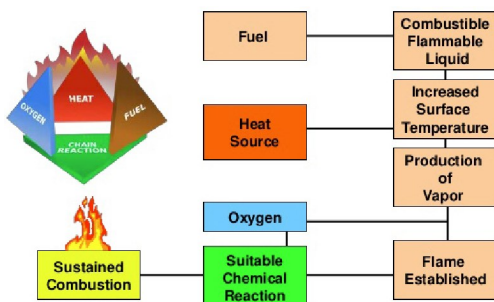 HEAT
OXYGEN
FUEL
CHAIN
REACTION
Fuel
Combustible
Flammable
Liquid
Increased
Surface
Temperature
Heat
Source
Production
of
Vapor
Oxygen
Sustained
Combustion
Suitable
Chemical
Reaction
Flame
Established